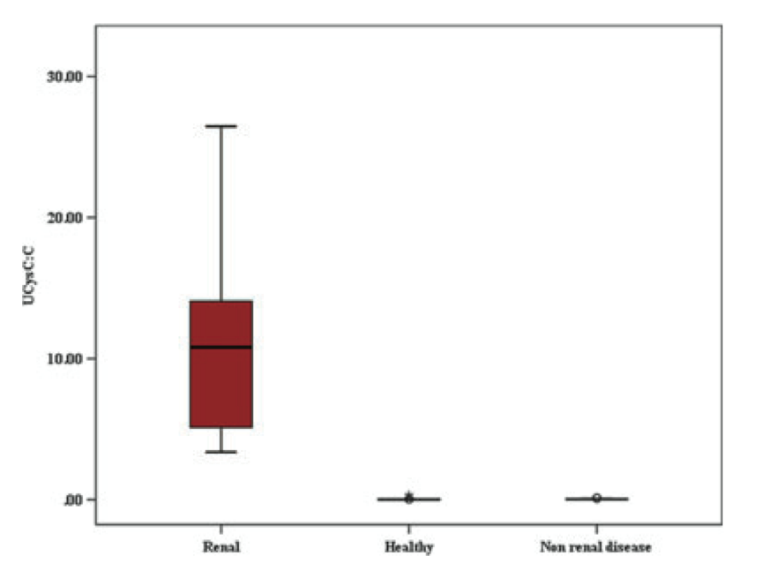 30.00
20.00
UCysC:C
10.00
.00
Renal Healthy Non renal disease